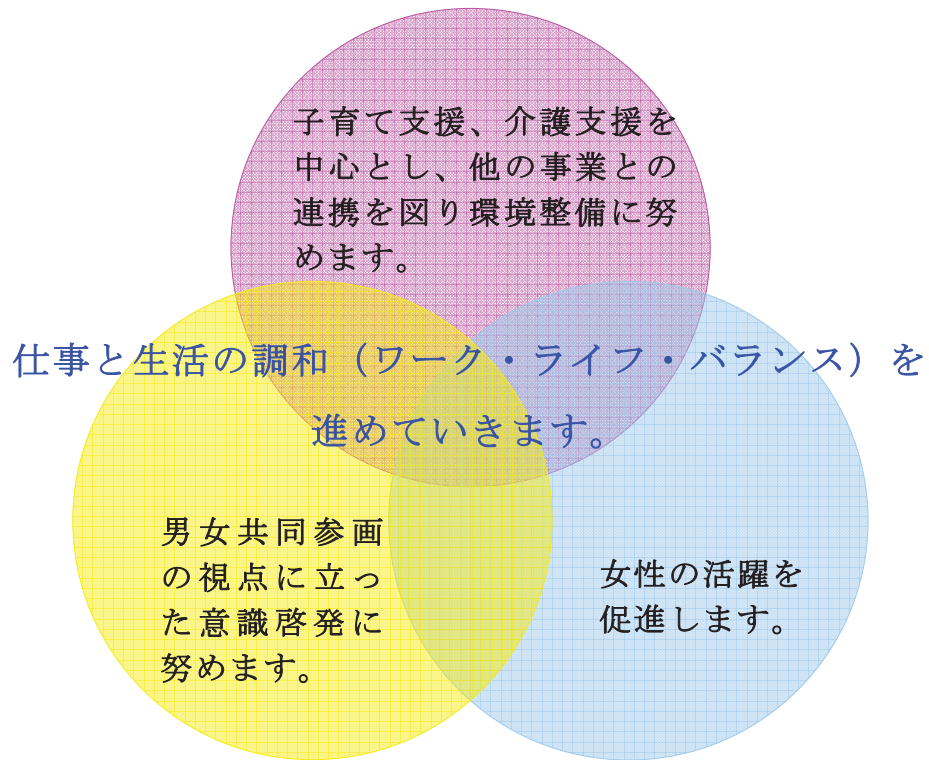 子育て支援、介護支援を
中心とし、他の事業との
連携を図り環境整備に努
めます。
仕事と生活の調和（ワーク・ライフ・バランス）を
進めていきます。
男女共同参画
の視点に立っ
た意識啓発に
努めます。
女性の活躍を
促進します。